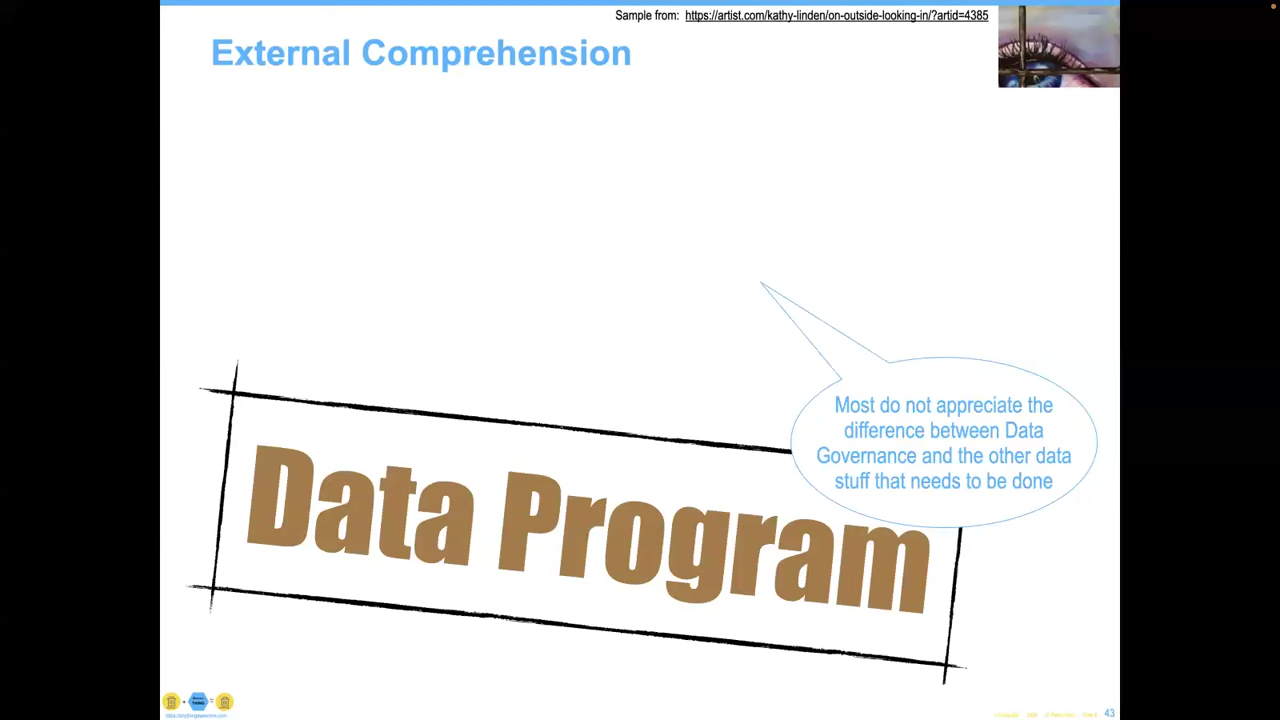 Sample from: https://artist.com/kathy-linden/on-outside-looking-in/?artid=4385
External Comprehension
Most do not appreciate the
difference between Data
Governance and the other data
stuff that needs to be done
Data Program
43